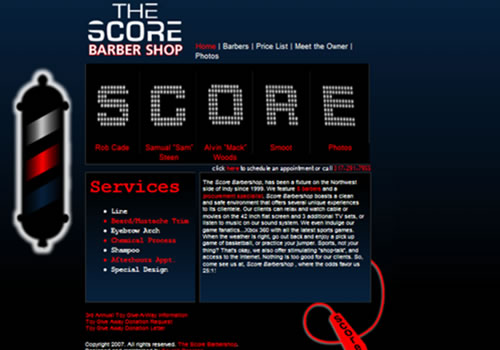 THE
SCORE
BARBER SHOP
Home | Barbers | Price List | Meet the Owner |
Photos
SCORE
Rob Cade
Samuel "Sam"
Steen
Alvin "Mack"
Woods
Smoot
Photos
click here to schedule an appointment or call
Services
Line
Beard/Mustache Trim
Eyebrow Arch
Chemical Process
Shampoo
Afterhours Appt.
Special Design
The Score Barbershop, has been a fixture on the Northwest
side of Indy since 1999. We feature 5 barbers and a
procurement specialist. Score Barbershop boasts a clean
and safe environment that offers several unique experiences
to its clientele. Our clients can relax and watch cable or
movies on the 42 inch flat screen and 3 additional TV sets, or
listen to music on our sound system. We even indulge our
game fanatics...Xbox 360 with all the latest sports games.
When the weather is right, go out back and enjoy a pick up
game of basketball, or practice your jumper. Sports, not your
thing? That's okay, we also offer stimulating "shop-talk", and
access to the internet. Nothing is too good for our clients. So,
come see us at, Score Barbershop, where the odds favor us
25:1!
3rd Annual Toy Give Away Information
Toy Give Away Donation Request
Toy Give Away Donation Letter
Copyright 2007. All rights reserved. The Score Barbershop.